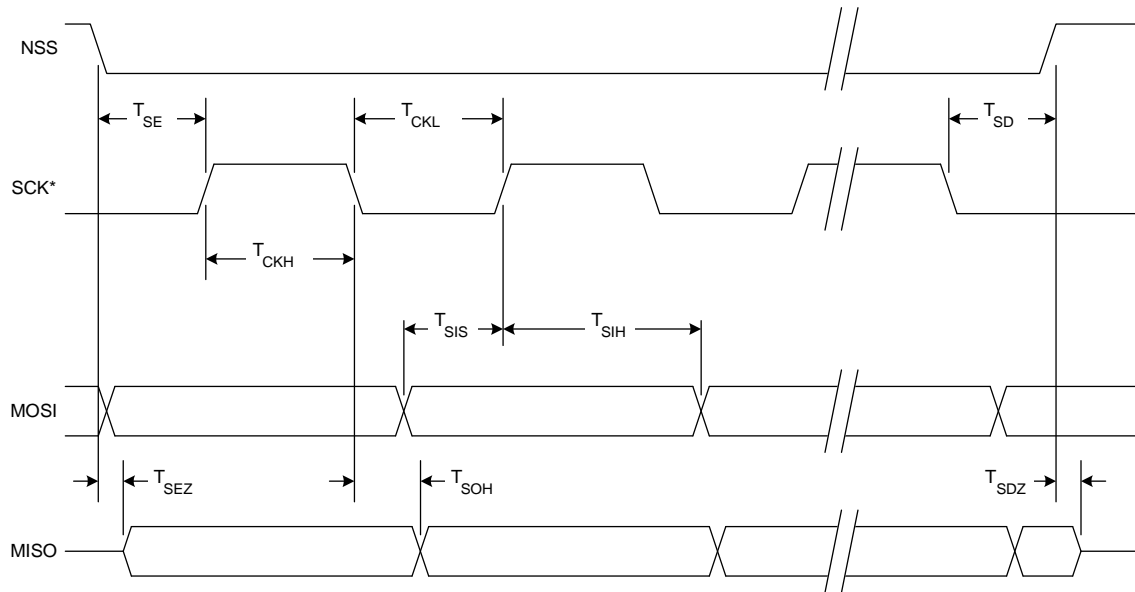 NSS
T_SE
T_CKL
T_SD
SCK*
T_CKH
T_SIS
T_SIH
MOSI
T_SEZ
T_SOH
T_SDZ
MISO